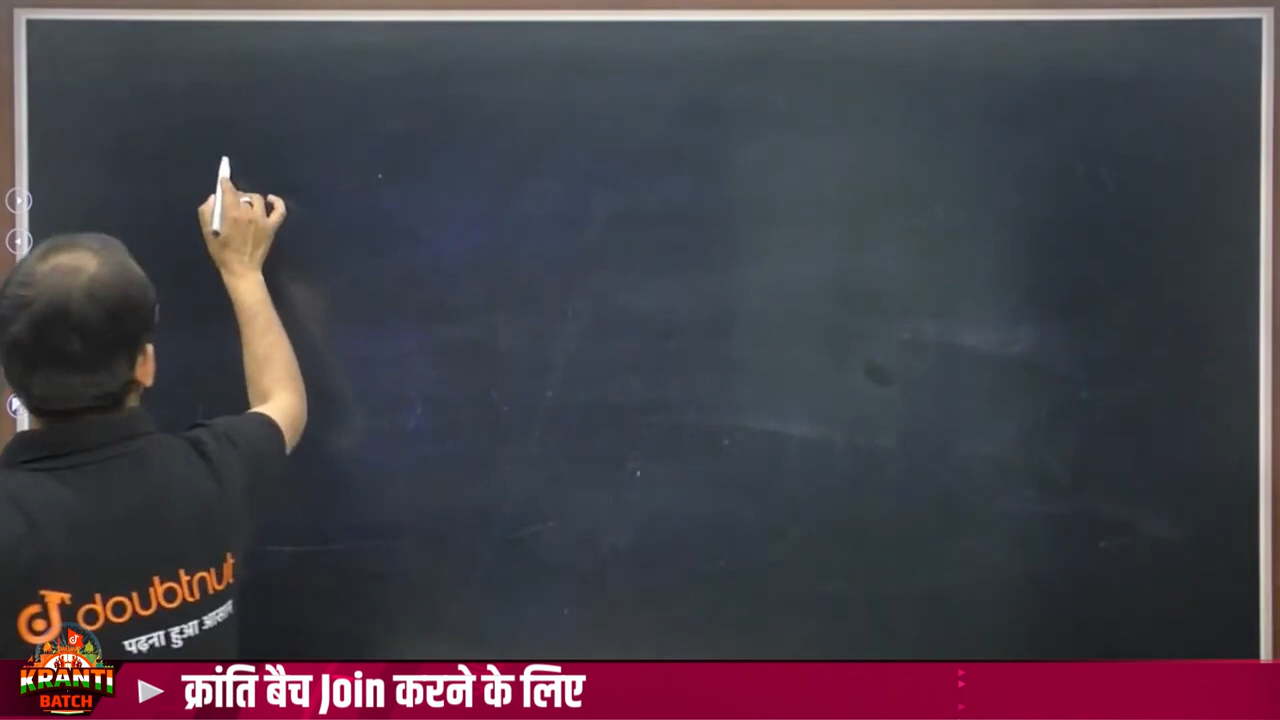 doubtnut
पढ़ना हुआ आसान
KRANTI
BATCH
क्रांति बैच Join करने के लिए